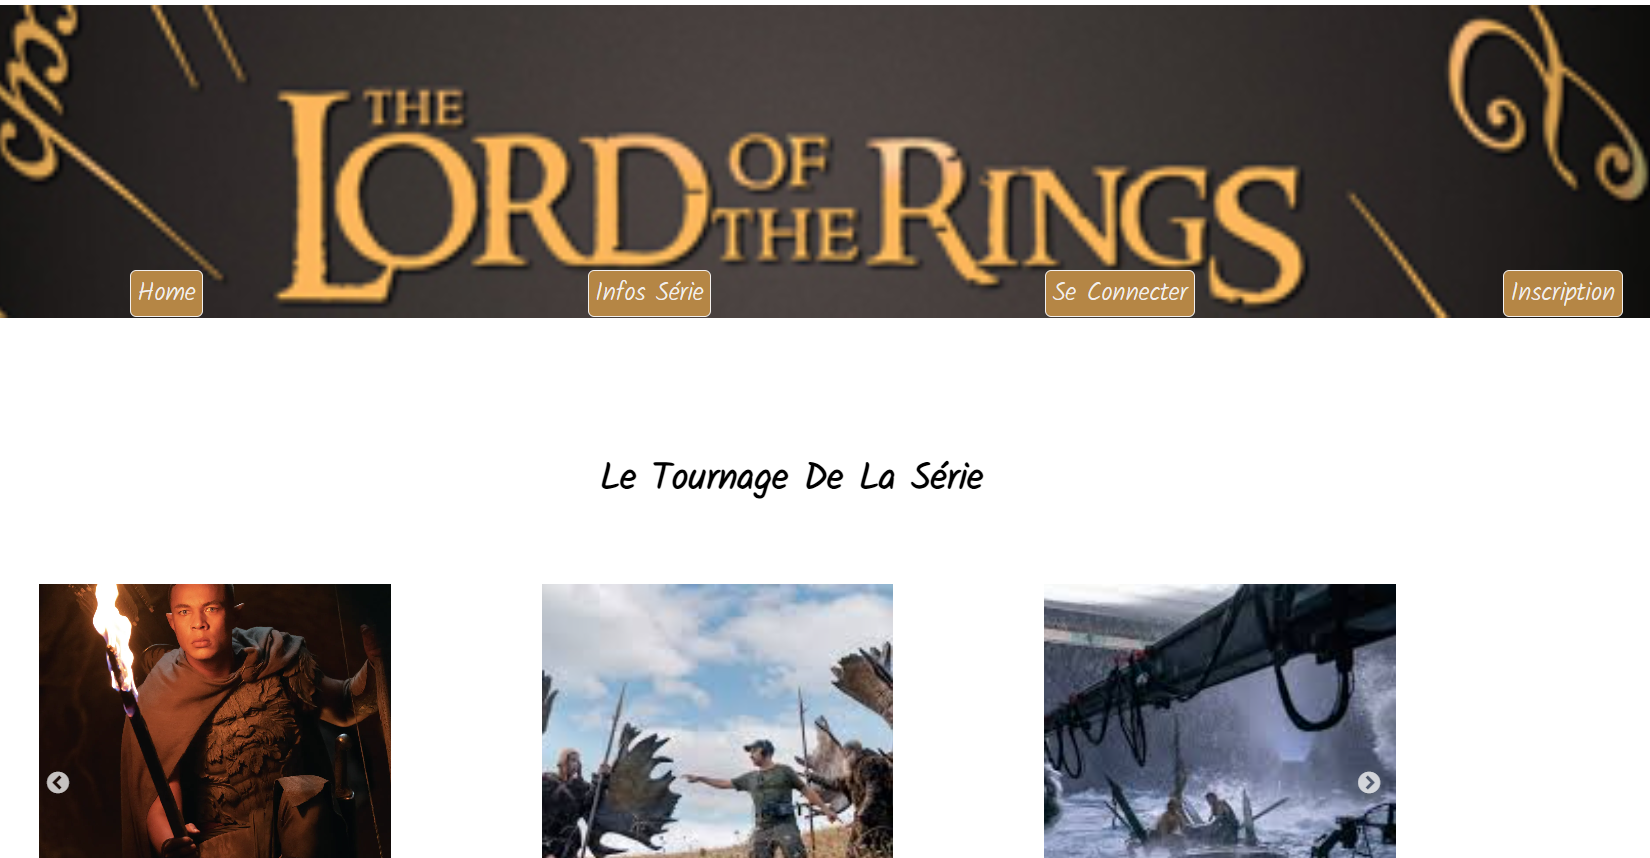 THE
LORD OF THE RINGS
Home
Infos Série
Se Connecter
Inscription
Le Tournage De La Série